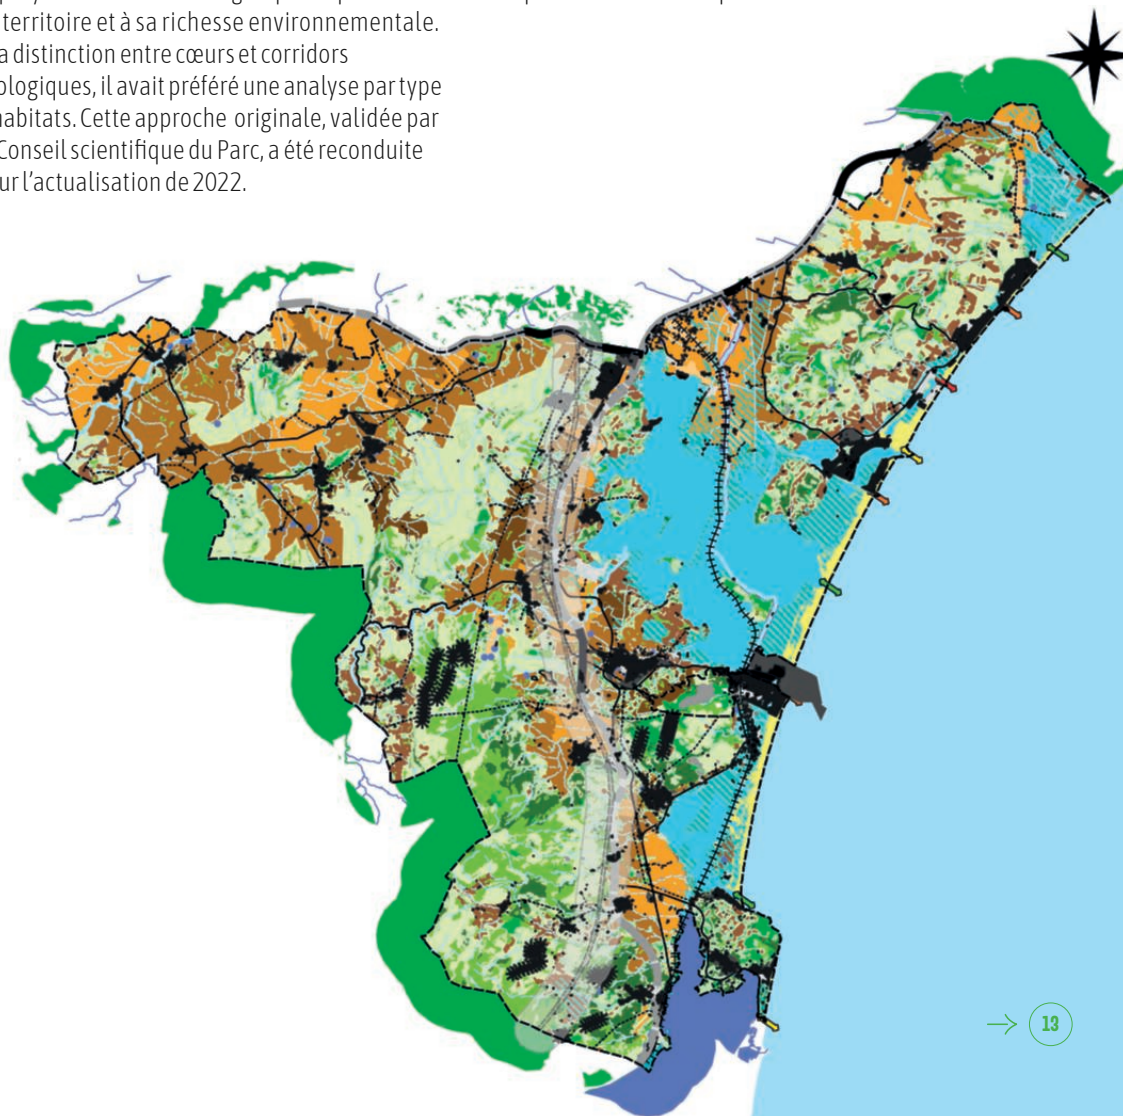 territoire et à sa richesse environnementale.
a distinction entre cœurs et corridors
ologiques, il avait préféré une analyse par type
habitats. Cette approche originale, validée par
Conseil scientifique du Parc, a été reconduite
ur l'actualisation de 2022.
13